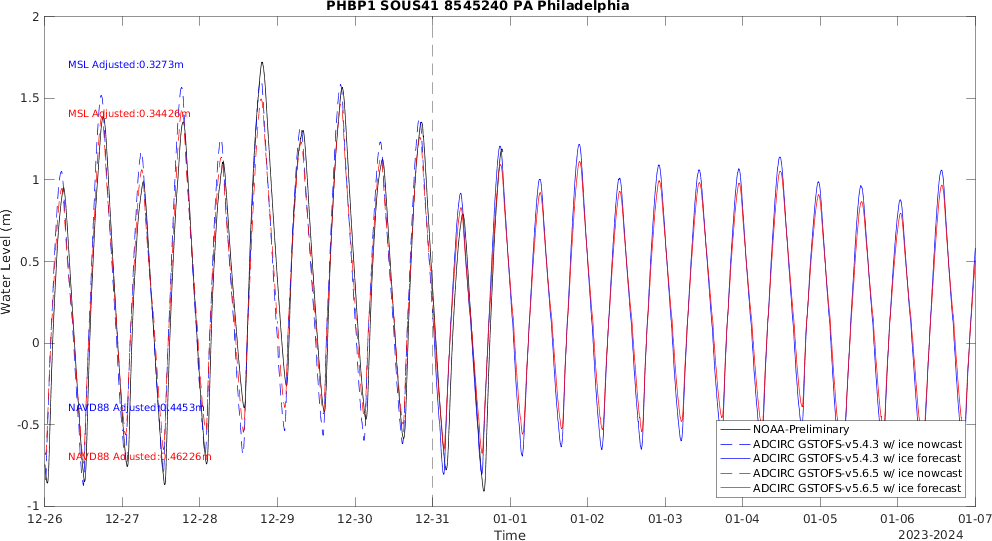 PHBP1 SOUS41 8545240 PA Philadelphia
2
MSL Adjusted:0.3273m
1.5
MSL Adjusted:0.34426m
1
Water Level (m)
0.5
0
NAVD88 Adjusted:0.4453m
-0.5
NAVD88 Adjusted:0.46226m
-1
NOAA-Preliminary
ADCIRC GSTOFS-v5.4.3 w/ ice nowcast
ADCIRC GSTOFS-v5.4.3 w/ ice forecast
ADCIRC GSTOFS-v5.6.5 w/ ice nowcast
ADCIRC GSTOFS-v5.6.5 w/ ice forecast
12-26 12-27 12-28 12-29 12-30 12-31 01-01 01-02 01-03 01-04 01-05 01-06 01-07
Time
2023-2024